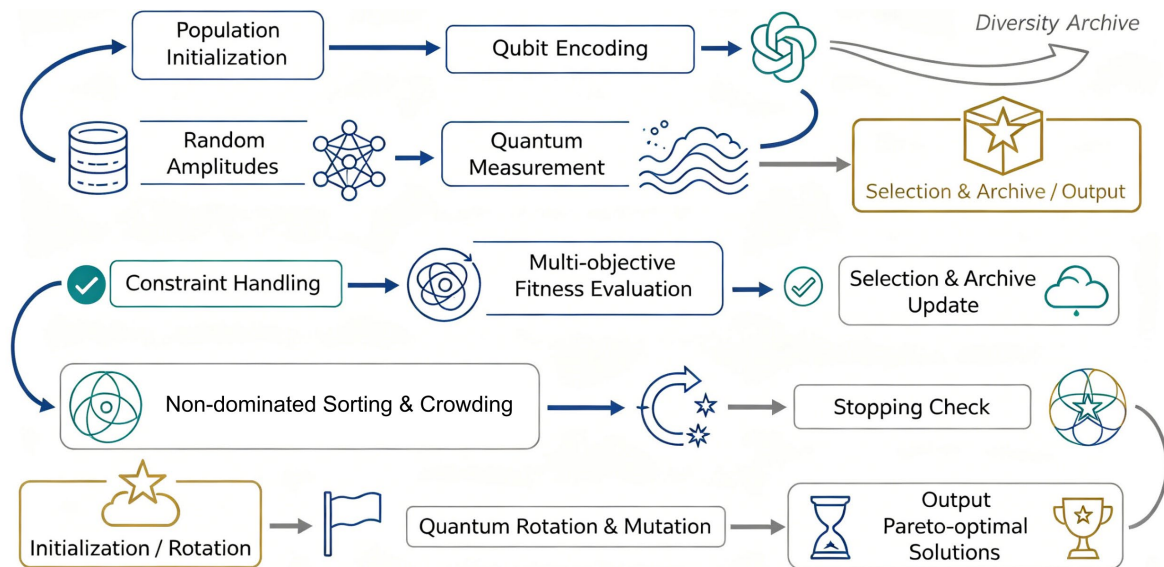 Population
Initialization
Qubit Encoding
Diversity Archive
Random
Amplitudes
Quantum
Measurement
Selection & Archive / Output
Constraint Handling
Multi-objective
Fitness Evaluation
Selection & Archive
Update
Non-dominated Sorting & Crowding
Stopping Check
Initialization / Rotation
Quantum Rotation & Mutation
Output
Pareto-optimal
Solutions